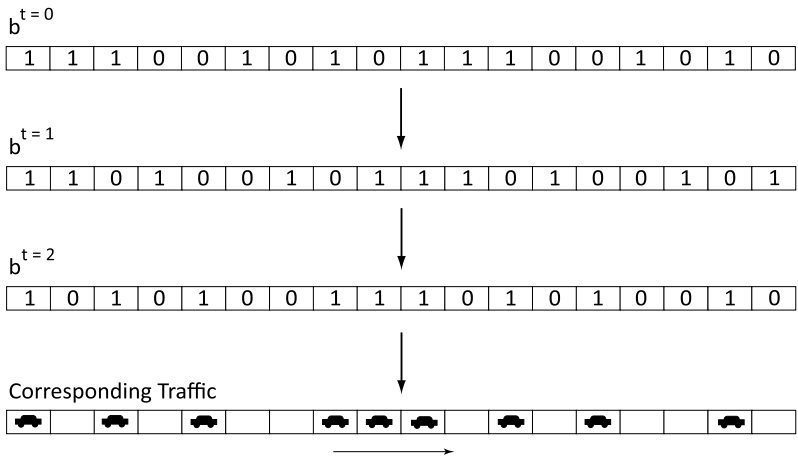 b^t = 0
1 1 1 0 0 1 0 1 0 1 1 1 0 0 1 0 1 0
b^t = 1
1 1 0 1 0 0 1 0 1 1 1 0 1 0 0 1 0 1
b^t = 2
1 0 1 0 1 0 0 1 1 1 0 1 0 1 0 0 1 0
Corresponding Traffic